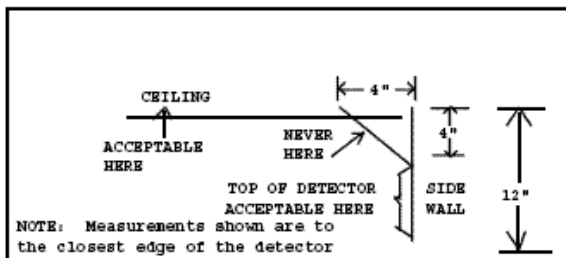 4"
CEILING
4"
NEVER
HERE
ACCEPTABLE
HERE
TOP OF DETECTOR
ACCEPTABLE HERE
SIDE
WALL
12"
NOTE: Measurements shown are to
the closest edge of the detector